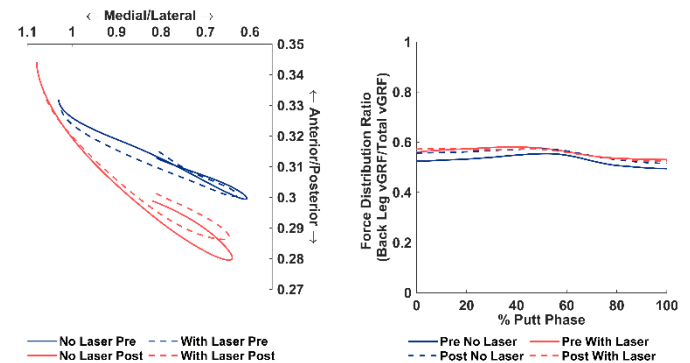 ‹ Medial/Lateral ›
1.1 1 0.9 0.8 0.7 0.6
0.35
0.34
0.33
0.32
0.31
0.3
0.29
0.28
0.27
← Anterior/Posterior →
No Laser Pre With Laser Pre
No Laser Post With Laser Post
Force Distribution Ratio
(Back Leg vGRF/Total vGRF)
1
0.8
0.6
0.4
0.2
0
0 20 40 60 80 100
% Putt Phase
Pre No Laser Pre With Laser
Post No Laser Post With Laser